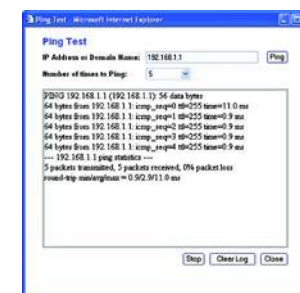 Ping Test - Microsoft Internet Explorer
Ping Test
IP Address or Domain Name: 192.168.1.1 Ping
Number of times to Ping: 5
PING 192.168.1.1 (192.168.1.1): 56 data bytes
64 bytes from 192.168.1.1: icmp_seq=0 ttl=255 time=11.0 ms
64 bytes from 192.168.1.1: icmp_seq=1 ttl=255 time=0.9 ms
64 bytes from 192.168.1.1: icmp_seq=2 ttl=255 time=0.9 ms
64 bytes from 192.168.1.1: icmp_seq=3 ttl=255 time=0.9 ms
64 bytes from 192.168.1.1: icmp_seq=4 ttl=255 time=0.9 ms
--- 192.168.1.1 ping statistics ---
5 packets transmitted, 5 packets received, 0% packet loss
round-trip min/avg/max = 0.9/2.9/11.0 ms
Stop Clear Log Close